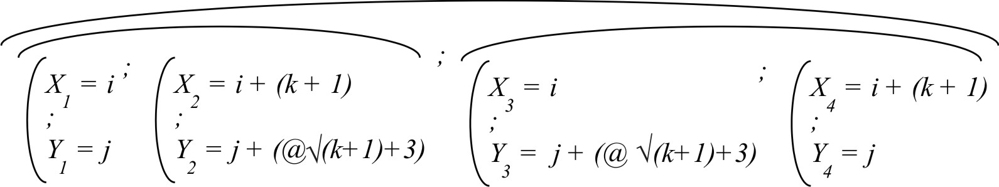 X₁ = i ; X₂ = i + (k + 1) ; X₃ = i ; X₄ = i + (k + 1)
; ; ; ;
Y₁ = j Y₂ = j + (@√(k+1)+3) Y₃ = j + (@ √(k+1)+3) Y₄ = j